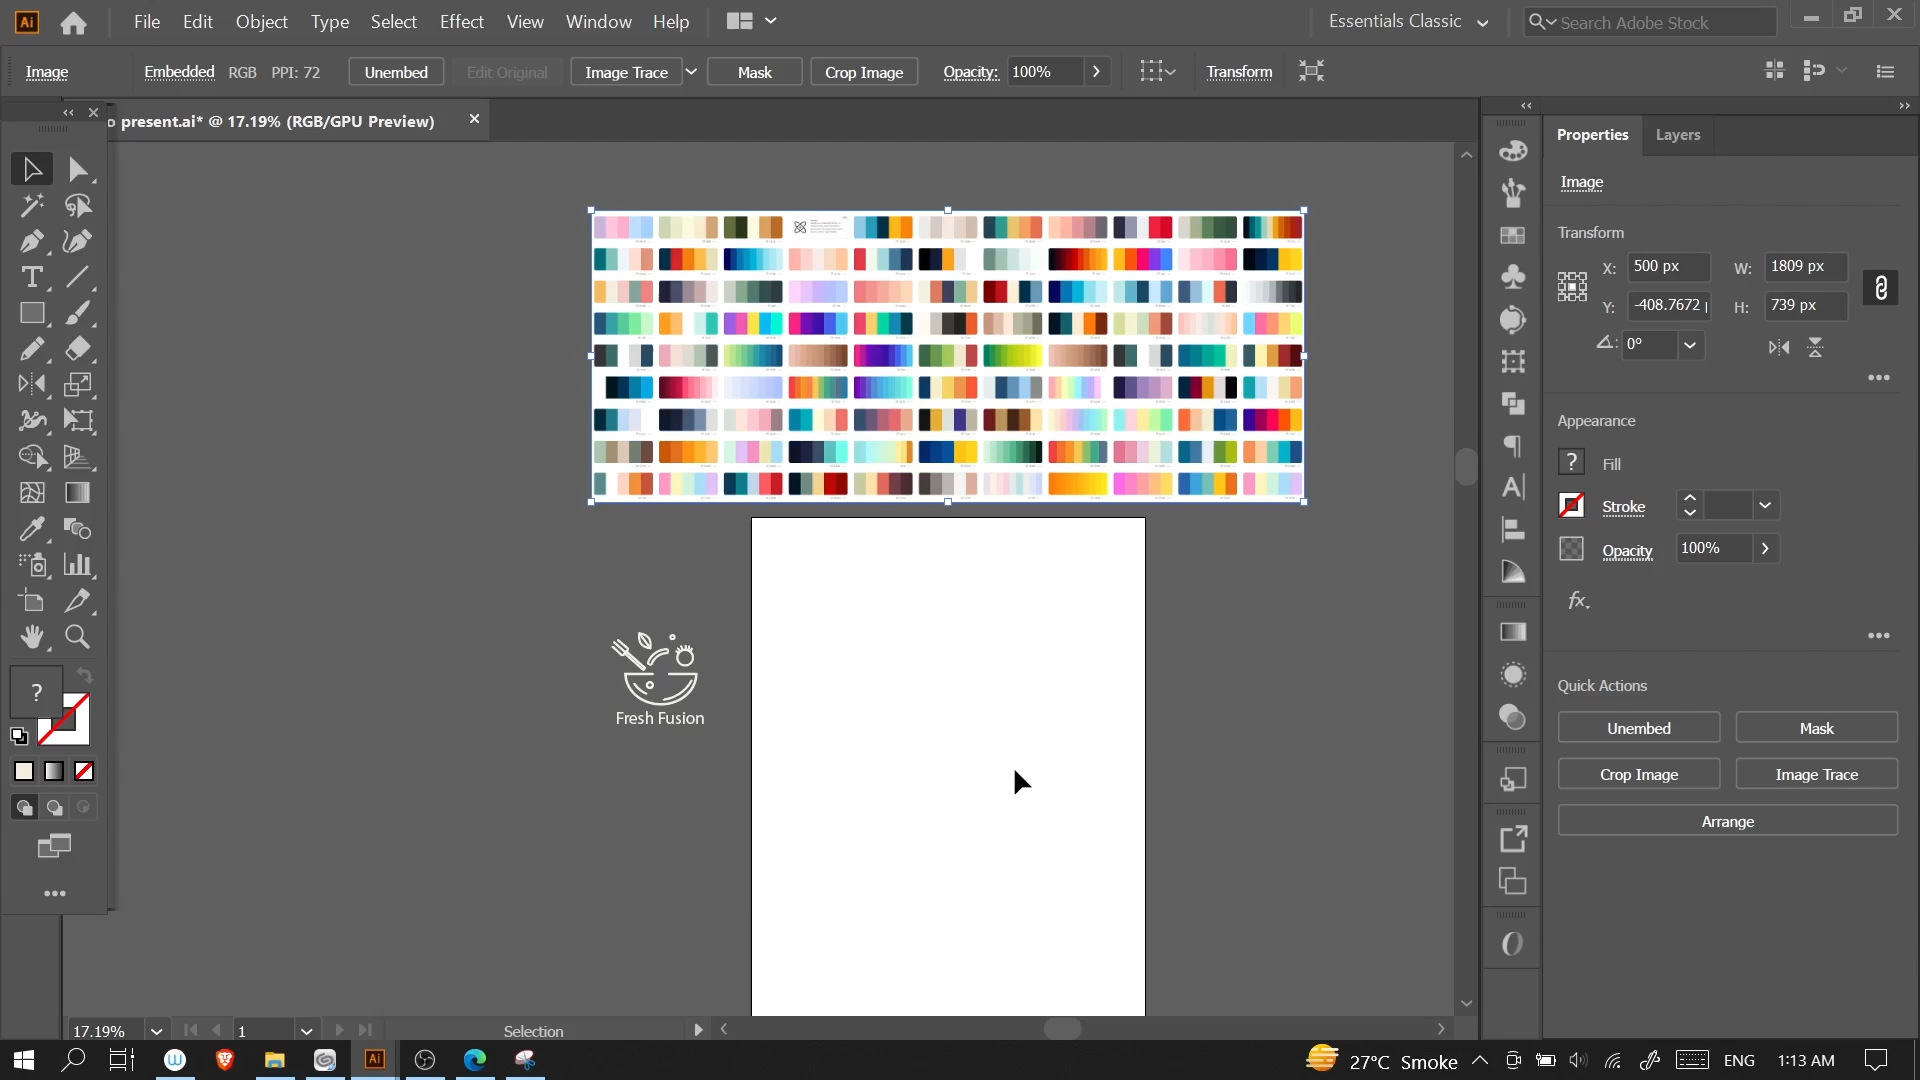 Ai File Edit Object Type Select Effect View Window Help Essentials Classic Search Adobe Stock
Image Embedded RGB PPI: 72 Unembed Edit Original Image Trace Mask Crop Image Opacity: 100% Transform
o present.ai* @ 17.19% (RGB/GPU Preview)
Properties Layers
Image
Transform
X: 500 px W: 1809 px
Y: -408.7672 H: 739 px
0°
Appearance
? Fill
Stroke
Opacity 100%
fx
Fresh Fusion
?
Quick Actions
Unembed Mask
Crop Image Image Trace
Arrange
17.19% 1 Selection
Ai 27°C Smoke ENG 1:13 AM